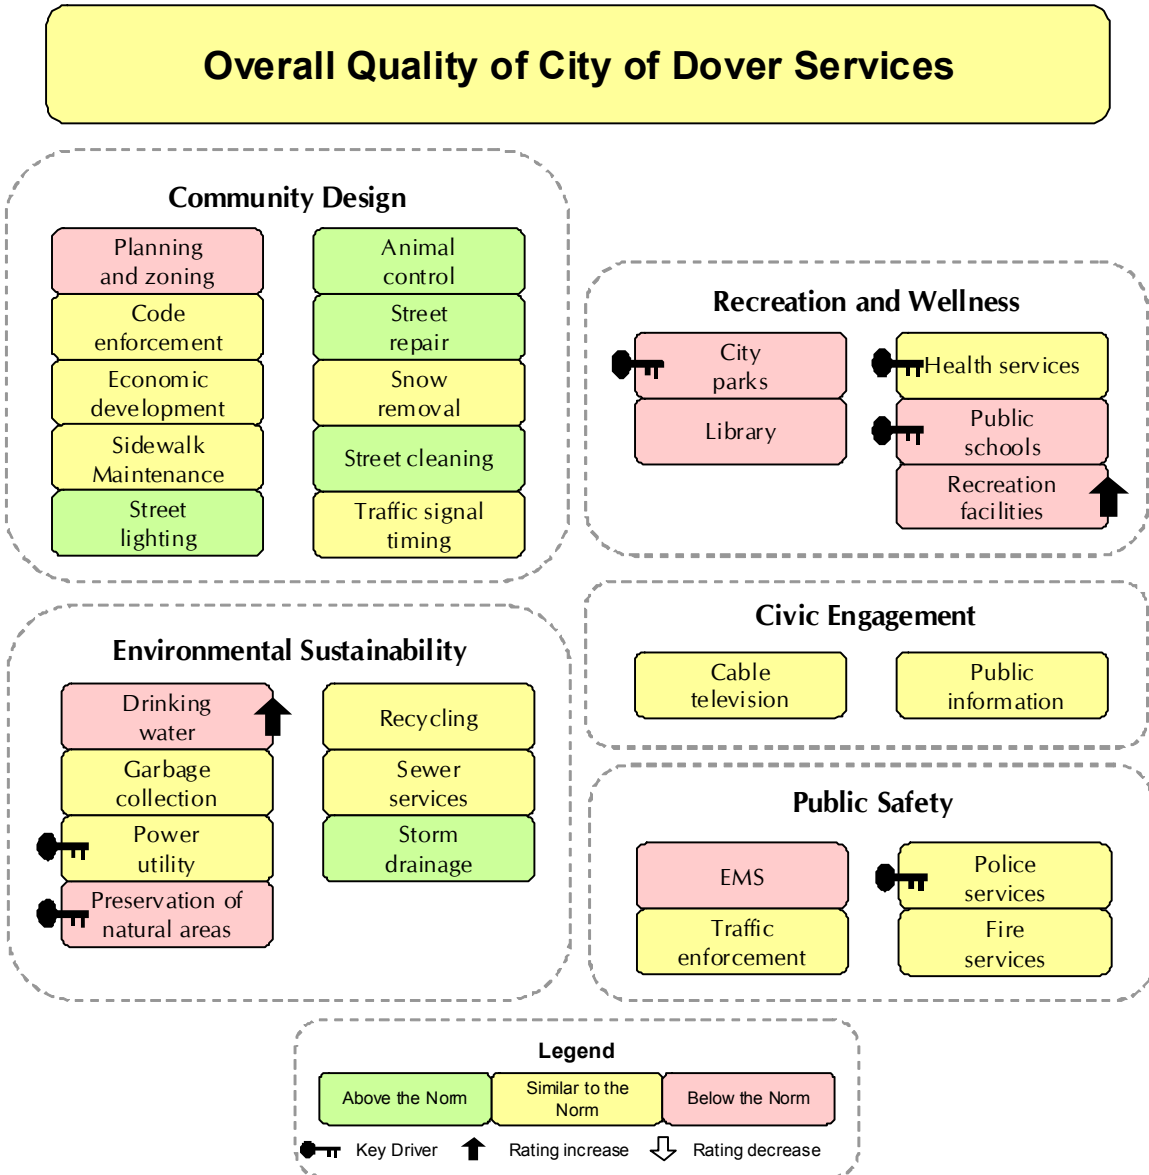 Overall Quality of City of Dover Services
Community Design
Planning
and zoning
Code
enforcement
Economic
development
Sidewalk
Maintenance
Street
lighting
Animal
control
Street
repair
Snow
removal
Street cleaning
Traffic signal
timing
Recreation and Wellness
City
parks
Library
Health services
Public
schools
Recreation
facilities
Environmental Sustainability
Drinking
water
Garbage
collection
Power
utility
Preservation of
natural areas
Recycling
Sewer
services
Storm
drainage
Civic Engagement
Cable
television
Public
information
Public Safety
EMS
Traffic
enforcement
Police
services
Fire
services
Legend
Above the Norm
Similar to the
Norm
Below the Norm
Key Driver
Rating increase
Rating decrease